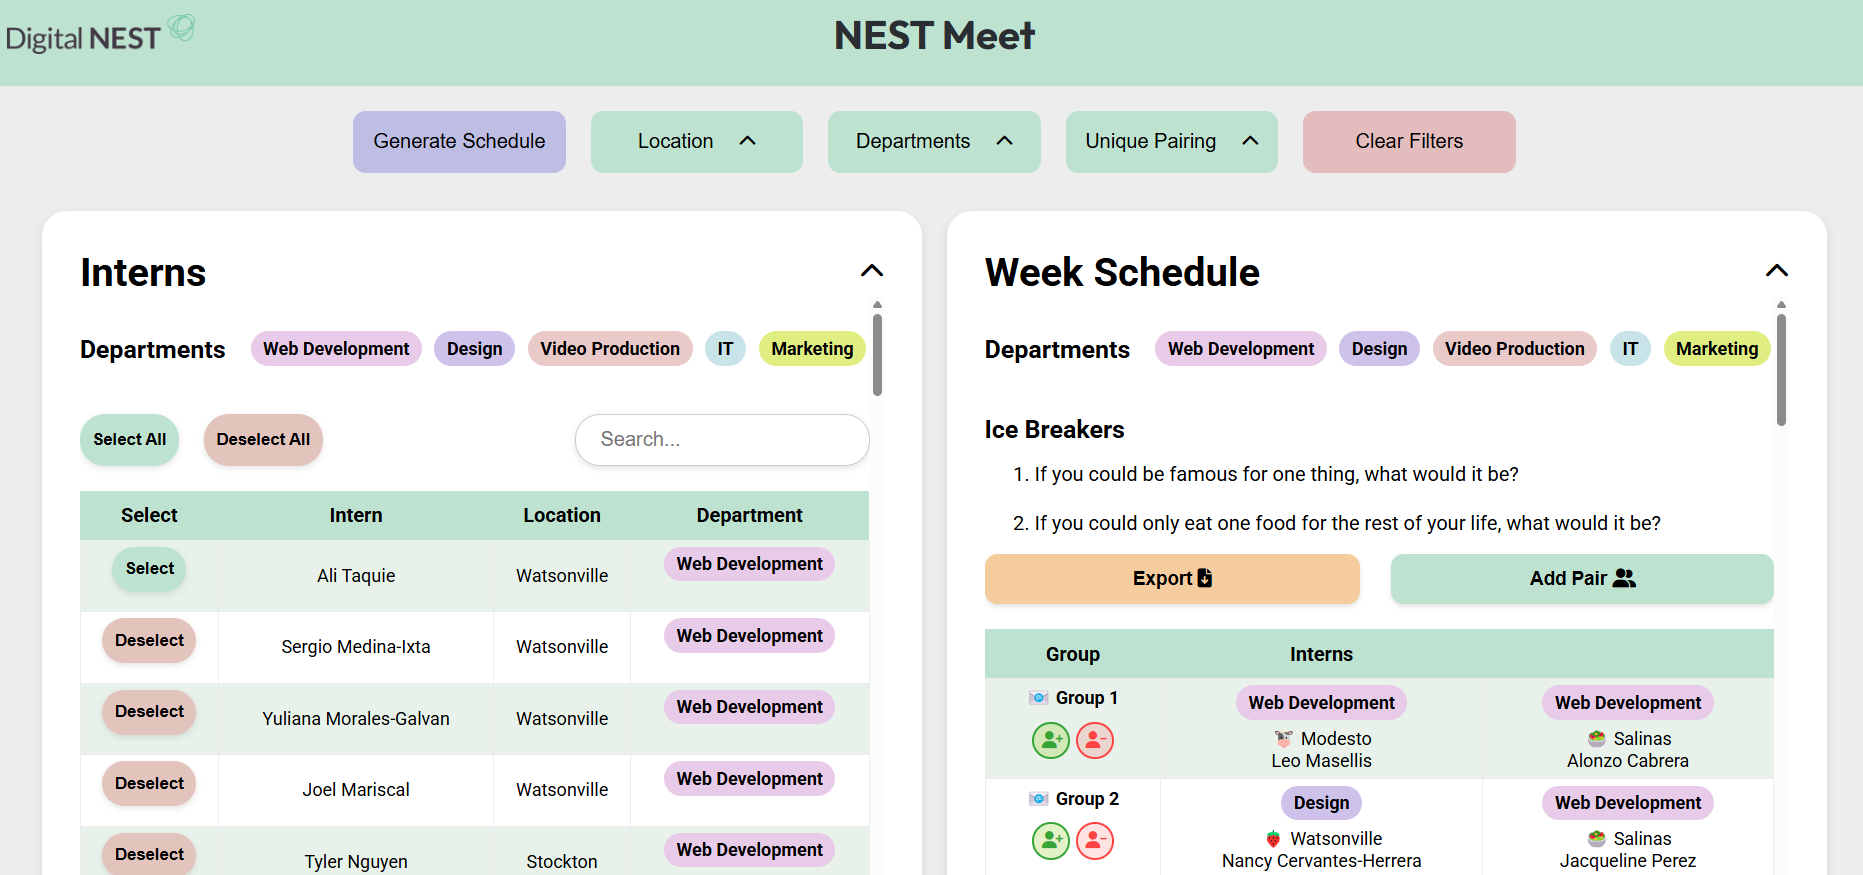 Digital NEST
NEST Meet
Generate Schedule
Location
Departments
Unique Pairing
Clear Filters
Interns
Departments
Web Development
Design
Video Production
IT
Marketing
Select All
Deselect All
Search...
Select Intern Location Department
Select Ali Taquie Watsonville Web Development
Deselect Sergio Medina-Ixta Watsonville Web Development
Deselect Yuliana Morales-Galvan Watsonville Web Development
Deselect Joel Mariscal Watsonville Web Development
Deselect Tyler Nguyen Stockton Web Development
Week Schedule
Departments
Web Development
Design
Video Production
IT
Marketing
Ice Breakers
1. If you could be famous for one thing, what would it be?
2. If you could only eat one food for the rest of your life, what would it be?
Export
Add Pair
Group Interns
Group 1
Web Development
Modesto
Leo Masellis
Web Development
Salinas
Alonzo Cabrera
Group 2
Design
Watsonville
Nancy Cervantes-Herrera
Web Development
Salinas
Jacqueline Perez